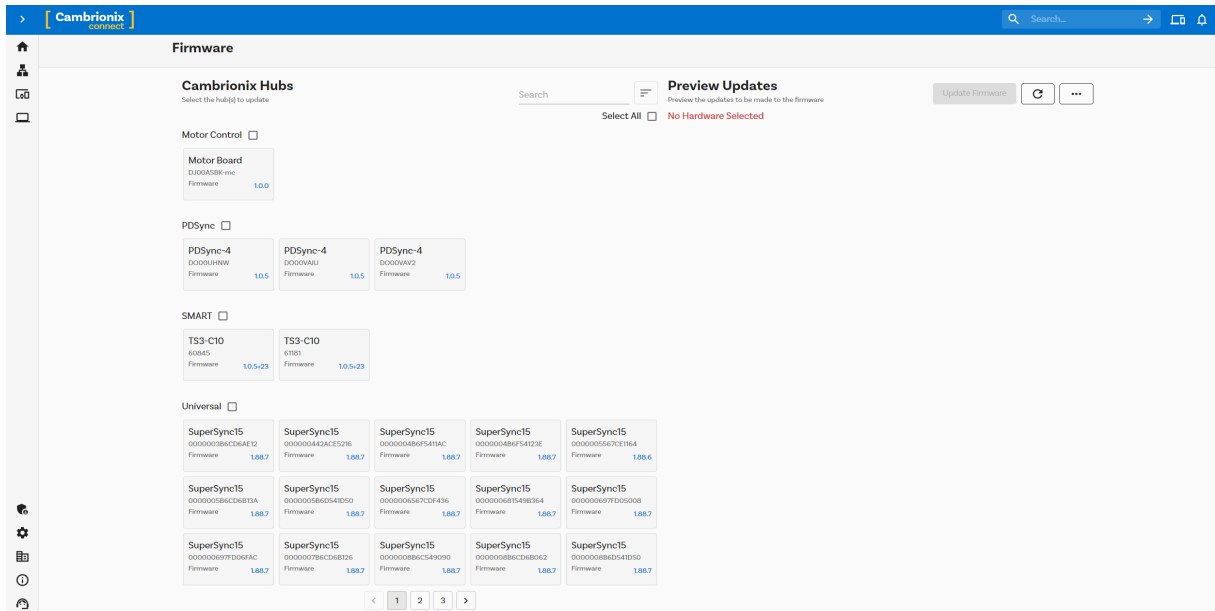 Cambrionix
connect
Search...
Firmware
Cambrionix Hubs
Select the hub(s) to update
Search
Select All
Preview Updates
Preview the updates to be made to the firmware
No Hardware Selected
Update Firmware
Motor Control
Motor Board
DJ00ASBK-mc
Firmware 1.0.0
PDSync
PDSync-4 PDSync-4 PDSync-4
DO00UHNW DO00VAIU DO00VAV2
Firmware 1.0.5 Firmware 1.0.5 Firmware 1.0.5
SMART
TS3-C10 TS3-C10
60845 61181
Firmware 1.0.5+23 Firmware 1.0.5+23
Universal
SuperSync15 SuperSync15 SuperSync15 SuperSync15 SuperSync15
0000003B6CD6AE12 000000442ACE5216 0000004B6F5411AC 0000004B6F54123E 0000005567CE1164
Firmware 1.88.7 Firmware 1.88.7 Firmware 1.88.7 Firmware 1.88.7 Firmware 1.88.6
SuperSync15 SuperSync15 SuperSync15 SuperSync15 SuperSync15
0000005B6CD6B13A 0000005B6D541D50 0000006567CDF436 000000681549B364 000000697FD05008
Firmware 1.88.7 Firmware 1.88.7 Firmware 1.88.7 Firmware 1.88.7 Firmware 1.88.7
SuperSync15 SuperSync15 SuperSync15 SuperSync15 SuperSync15
000000697FD06FAC 0000007B6CD6B126 0000008B6C549090 0000008B6CD6B062 0000008B6D541D50
Firmware 1.88.7 Firmware 1.88.7 Firmware 1.88.7 Firmware 1.88.7 Firmware 1.88.7
1 2 3